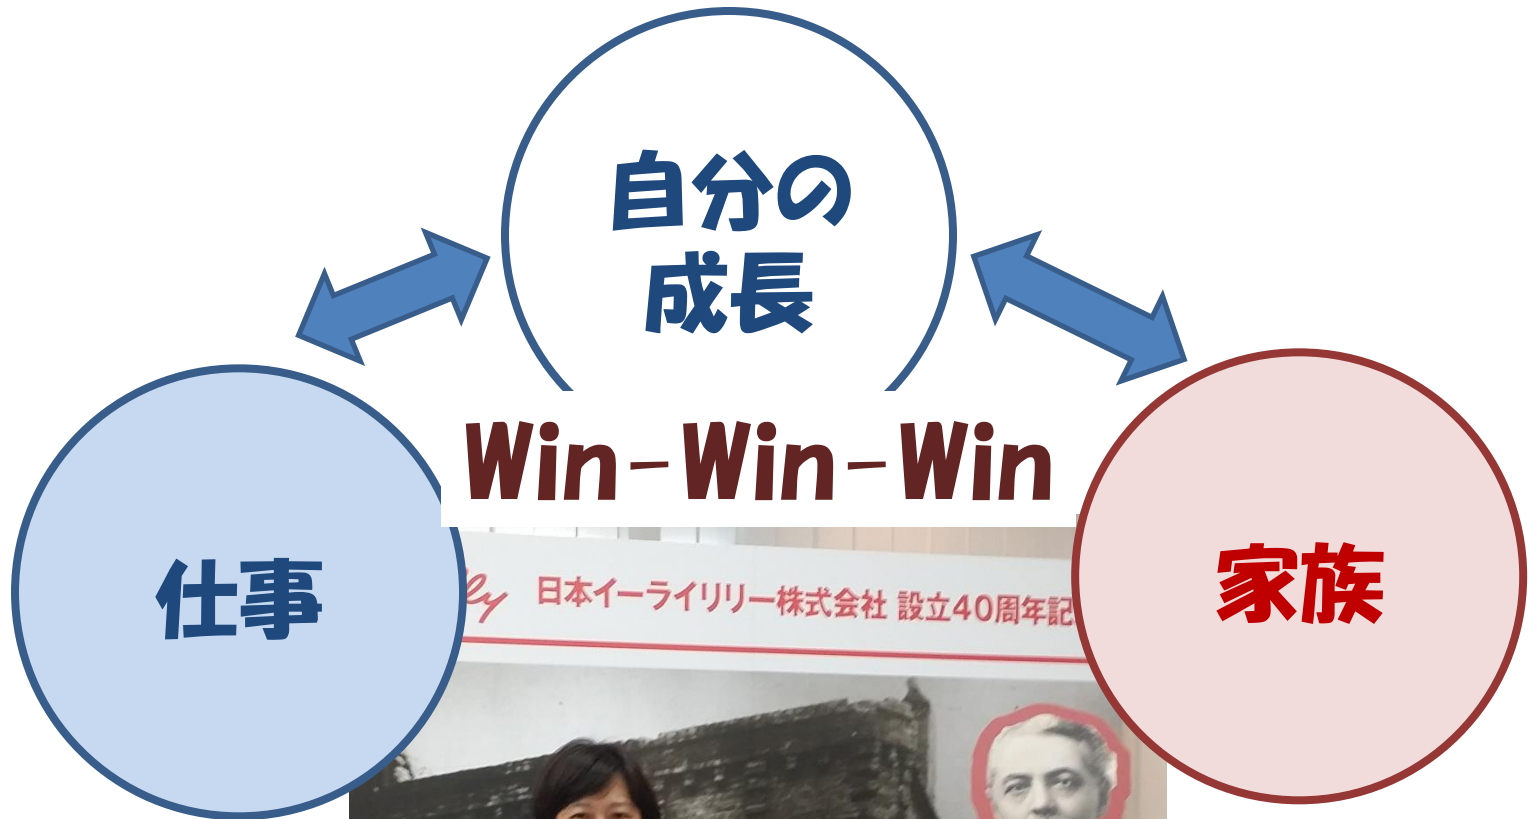 自分の
成長
Win-Win-Win
仕事
家族
日本イーライリリー株式会社 設立40周年記